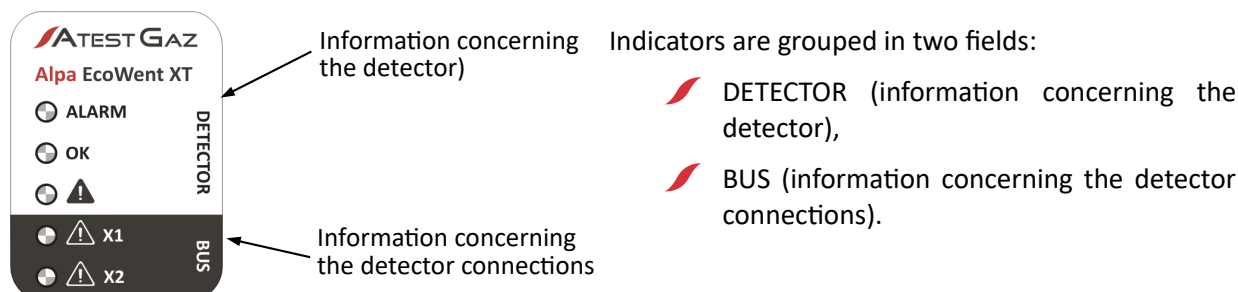 ATEST GAZ
Alpa EcoWent XT
ALARM
OK
DETECTOR
X1
X2
BUS
Information concerning
the detector)
Information concerning
the detector connections
Indicators are grouped in two fields:
DETECTOR (information concerning the
detector),
BUS (information concerning the detector
connections).